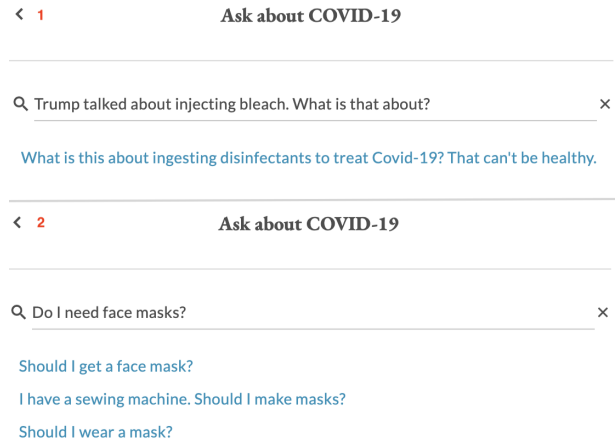 1 Ask about COVID-19
Trump talked about injecting bleach. What is that about?
What is this about ingesting disinfectants to treat Covid-19? That can't be healthy.
2 Ask about COVID-19
Do I need face masks?
Should I get a face mask?
I have a sewing machine. Should I make masks?
Should I wear a mask?